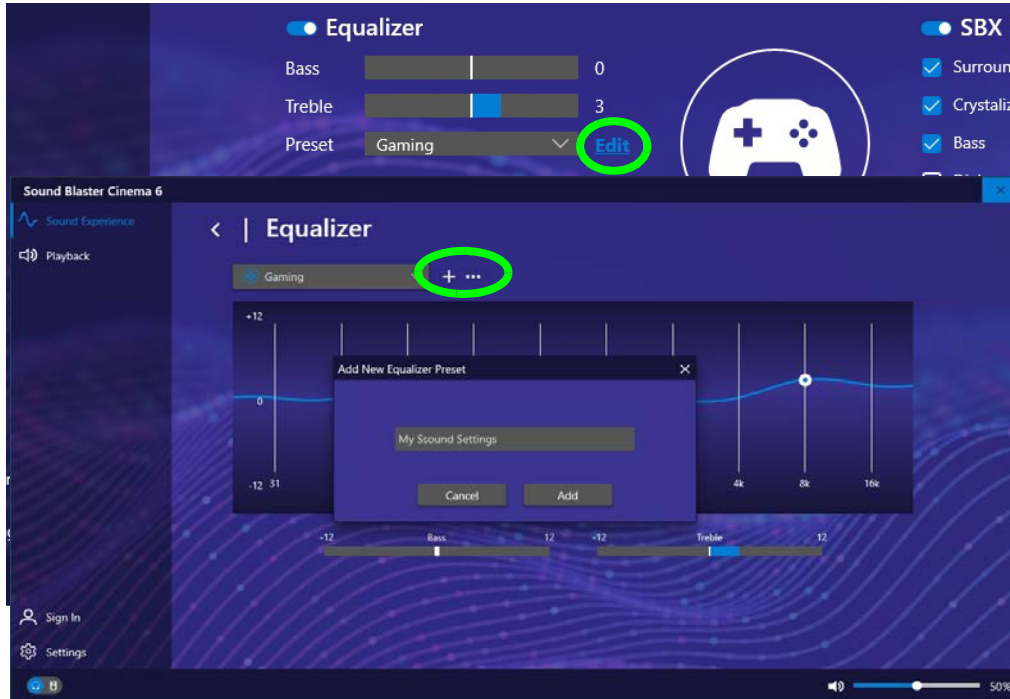 Equalizer
SBX
Bass 0
Treble 3
Preset Gaming Edit
Bass
Sound Blaster Cinema 6
Sound Experience
Playback
Equalizer
Gaming
+12
0
-12 31 4k 8k 16k
Add New Equalizer Preset
My Ssound Settings
Cancel Add
-12 Bass 12 -12 Treble 12
Sign In
Settings
50%